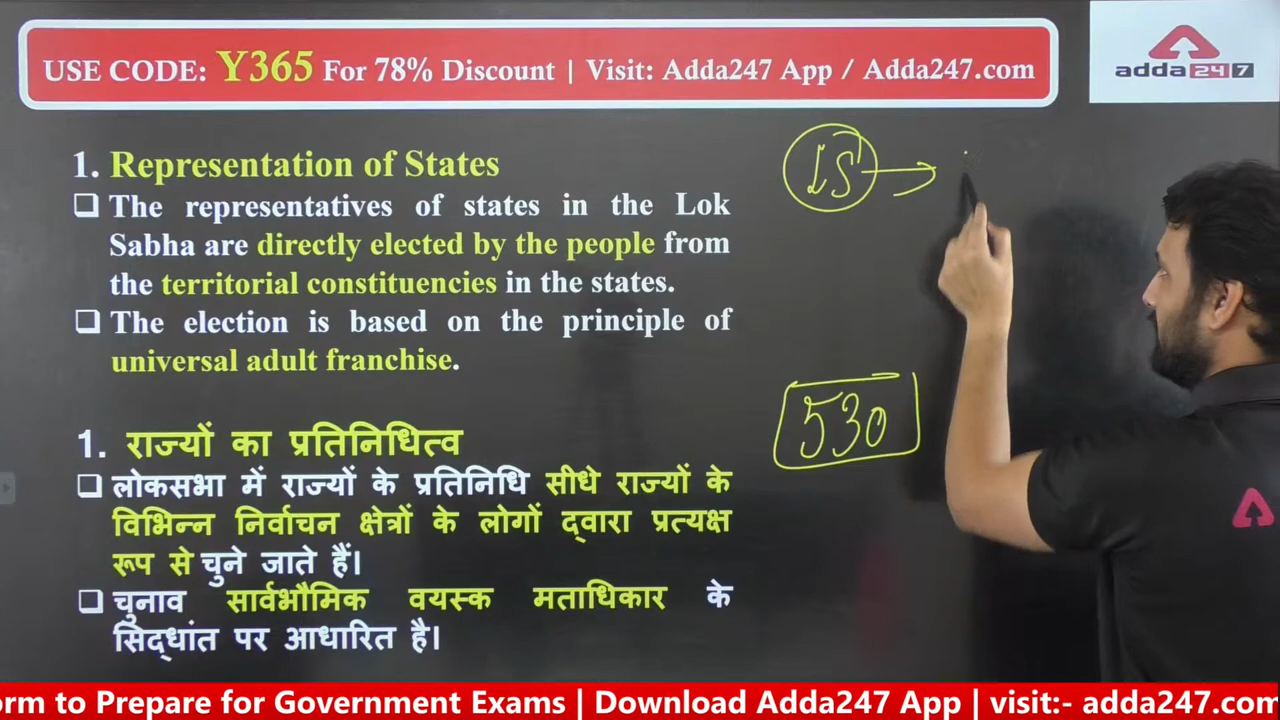 USE CODE: Y365 For 78% Discount | Visit: Adda247 App / Adda247.com
adda247
1. Representation of States
❑ The representatives of states in the Lok
Sabha are directly elected by the people from
the territorial constituencies in the states.
❑ The election is based on the principle of
universal adult franchise.
LS
530
1. राज्यों का प्रतिनिधित्व
❑ लोकसभा में राज्यों के प्रतिनिधि सीधे राज्यों के
विभिन्न निर्वाचन क्षेत्रों के लोगों द्वारा प्रत्यक्ष
रूप से चुने जाते हैं।
❑ चुनाव सार्वभौमिक वयस्क मताधिकार के
सिद्धांत पर आधारित है।
orm to Prepare for Government Exams | Download Adda247 App | visit:- adda247.com